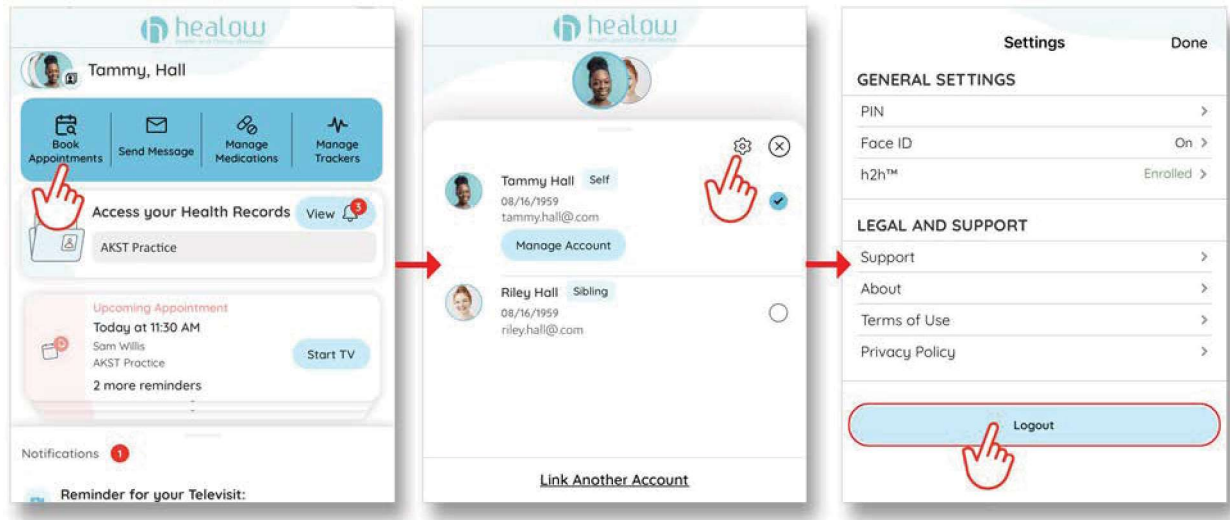 healow
Tammy, Hall
Book
Appointments
Send Message
Manage
Medications
Manage
Trackers
Access your Health Records
View
3
AKST Practice
Upcoming Appointment
Today at 11:30 AM
Sam Willis
AKST Practice
Start TV
2 more reminders
Notifications
1
Reminder for your Televisit:
healow
Tammy Hall
Self
08/16/1959
tammy.hall@.com
Manage Account
Riley Hall
Sibling
08/16/1959
riley.hall@.com
Link Another Account
Settings
Done
GENERAL SETTINGS
PIN
Face ID
On
h2h™
Enrolled
LEGAL AND SUPPORT
Support
About
Terms of Use
Privacy Policy
Logout